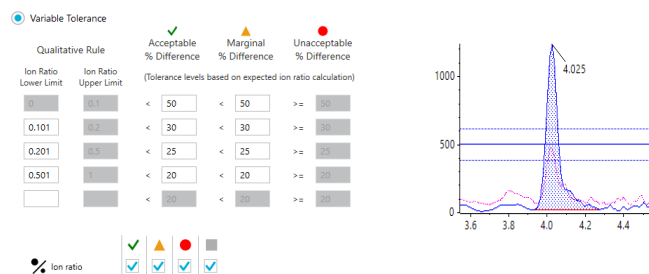 Variable Tolerance
Qualitative Rule
Acceptable
% Difference
Marginal
% Difference
Unacceptable
% Difference
Ion Ratio
Lower Limit
Ion Ratio
Upper Limit
(Tolerance levels based on expected ion ratio calculation)
0 0.1 < 50 < 50 >= 50
0.101 0.2 < 30 < 30 >= 30
0.201 0.5 < 25 < 25 >= 25
0.501 1 < 20 < 20 >= 20
< 20 < 20 >= 20
% Ion ratio
4.025
1000
500
0
3.6 3.8 4.0 4.2 4.4